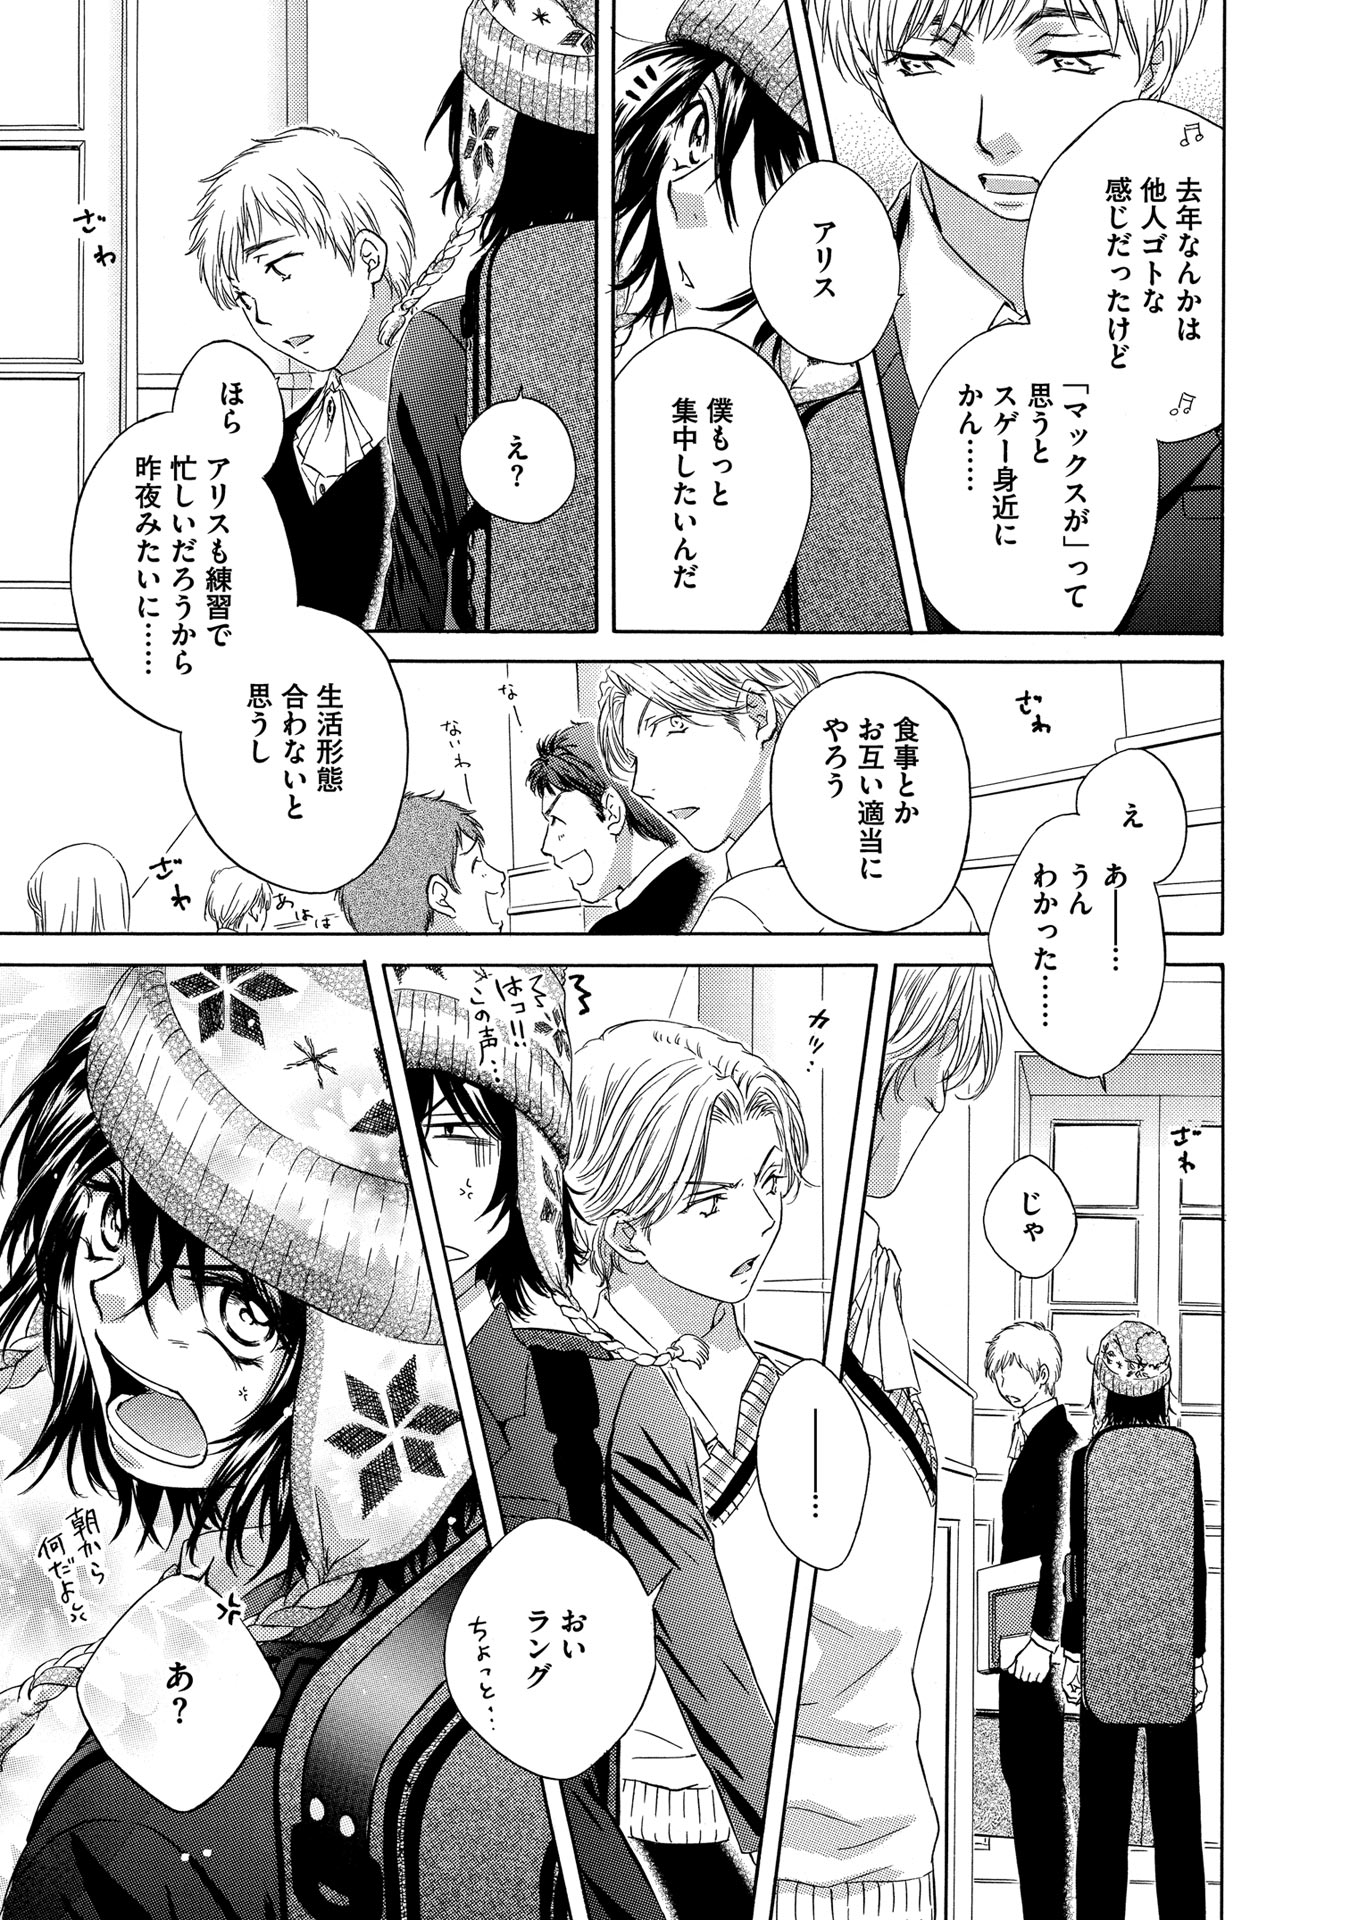 去年なんかは
他人ゴトな
感じだったけど
「マックスが」って
思うと
スゲー身近に
かん……
アリス
僕もっと
集中したいんだ
え?
ざわ
ほら
アリスも練習で
忙しいだろうから
昨夜みたいに……
生活形態
合わないと
思うし
ざわ
食事とか
お互い適当に
やろう
なー
ないわー
あはは
ざわ
え
あ――…
うん
わかった……
ざわ
じゃ
カッ…
――…
はっ!!
この声…
おい
ラング
ちょっと…
朝から
何だよ
あ?